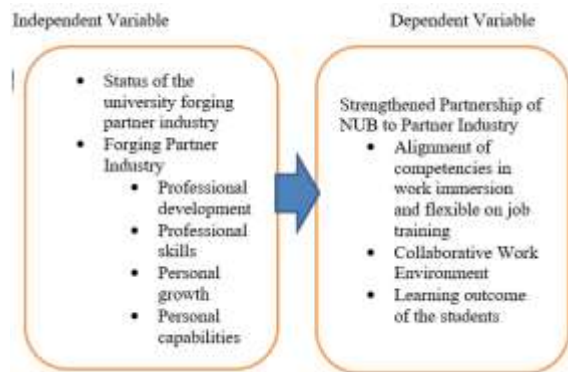 Independent Variable
Dependent Variable
• Status of the
university forging
partner industry
• Forging Partner
Industry
• Professional
development
• Professional
skills
• Personal
growth
• Personal
capabilities
Strengthened Partnership of
NUB to Partner Industry
• Alignment of
competencies in
work immersion
and flexible on job
training
• Collaborative Work
Environment
• Learning outcome
of the students